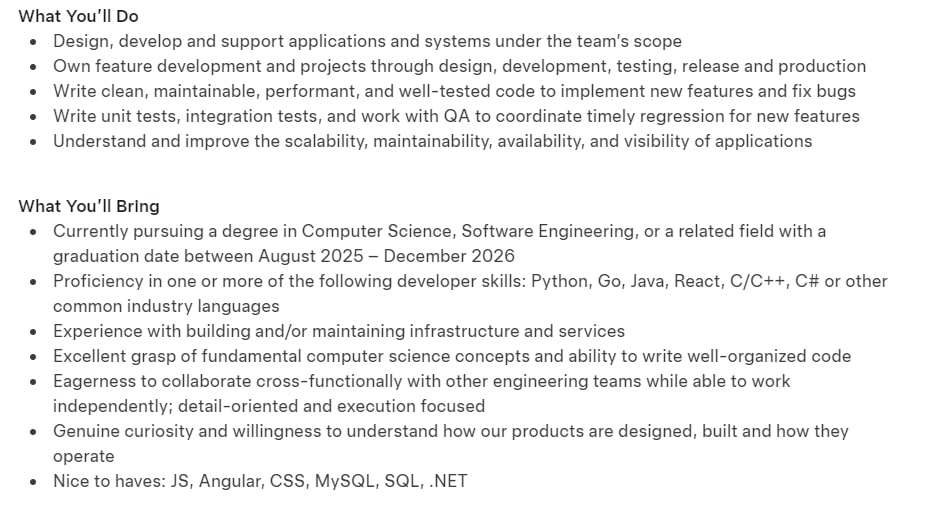 What You’ll Do
• Design, develop and support applications and systems under the team’s scope
• Own feature development and projects through design, development, testing, release and production
• Write clean, maintainable, performant, and well-tested code to implement new features and fix bugs
• Write unit tests, integration tests, and work with QA to coordinate timely regression for new features
• Understand and improve the scalability, maintainability, availability, and visibility of applications
What You’ll Bring
• Currently pursuing a degree in Computer Science, Software Engineering, or a related field with a
graduation date between August 2025 – December 2026
• Proficiency in one or more of the following developer skills: Python, Go, Java, React, C/C++, C# or other
common industry languages
• Experience with building and/or maintaining infrastructure and services
• Excellent grasp of fundamental computer science concepts and ability to write well-organized code
• Eagerness to collaborate cross-functionally with other engineering teams while able to work
independently; detail-oriented and execution focused
• Genuine curiosity and willingness to understand how our products are designed, built and how they
operate
• Nice to haves: JS, Angular, CSS, MySQL, SQL, .NET